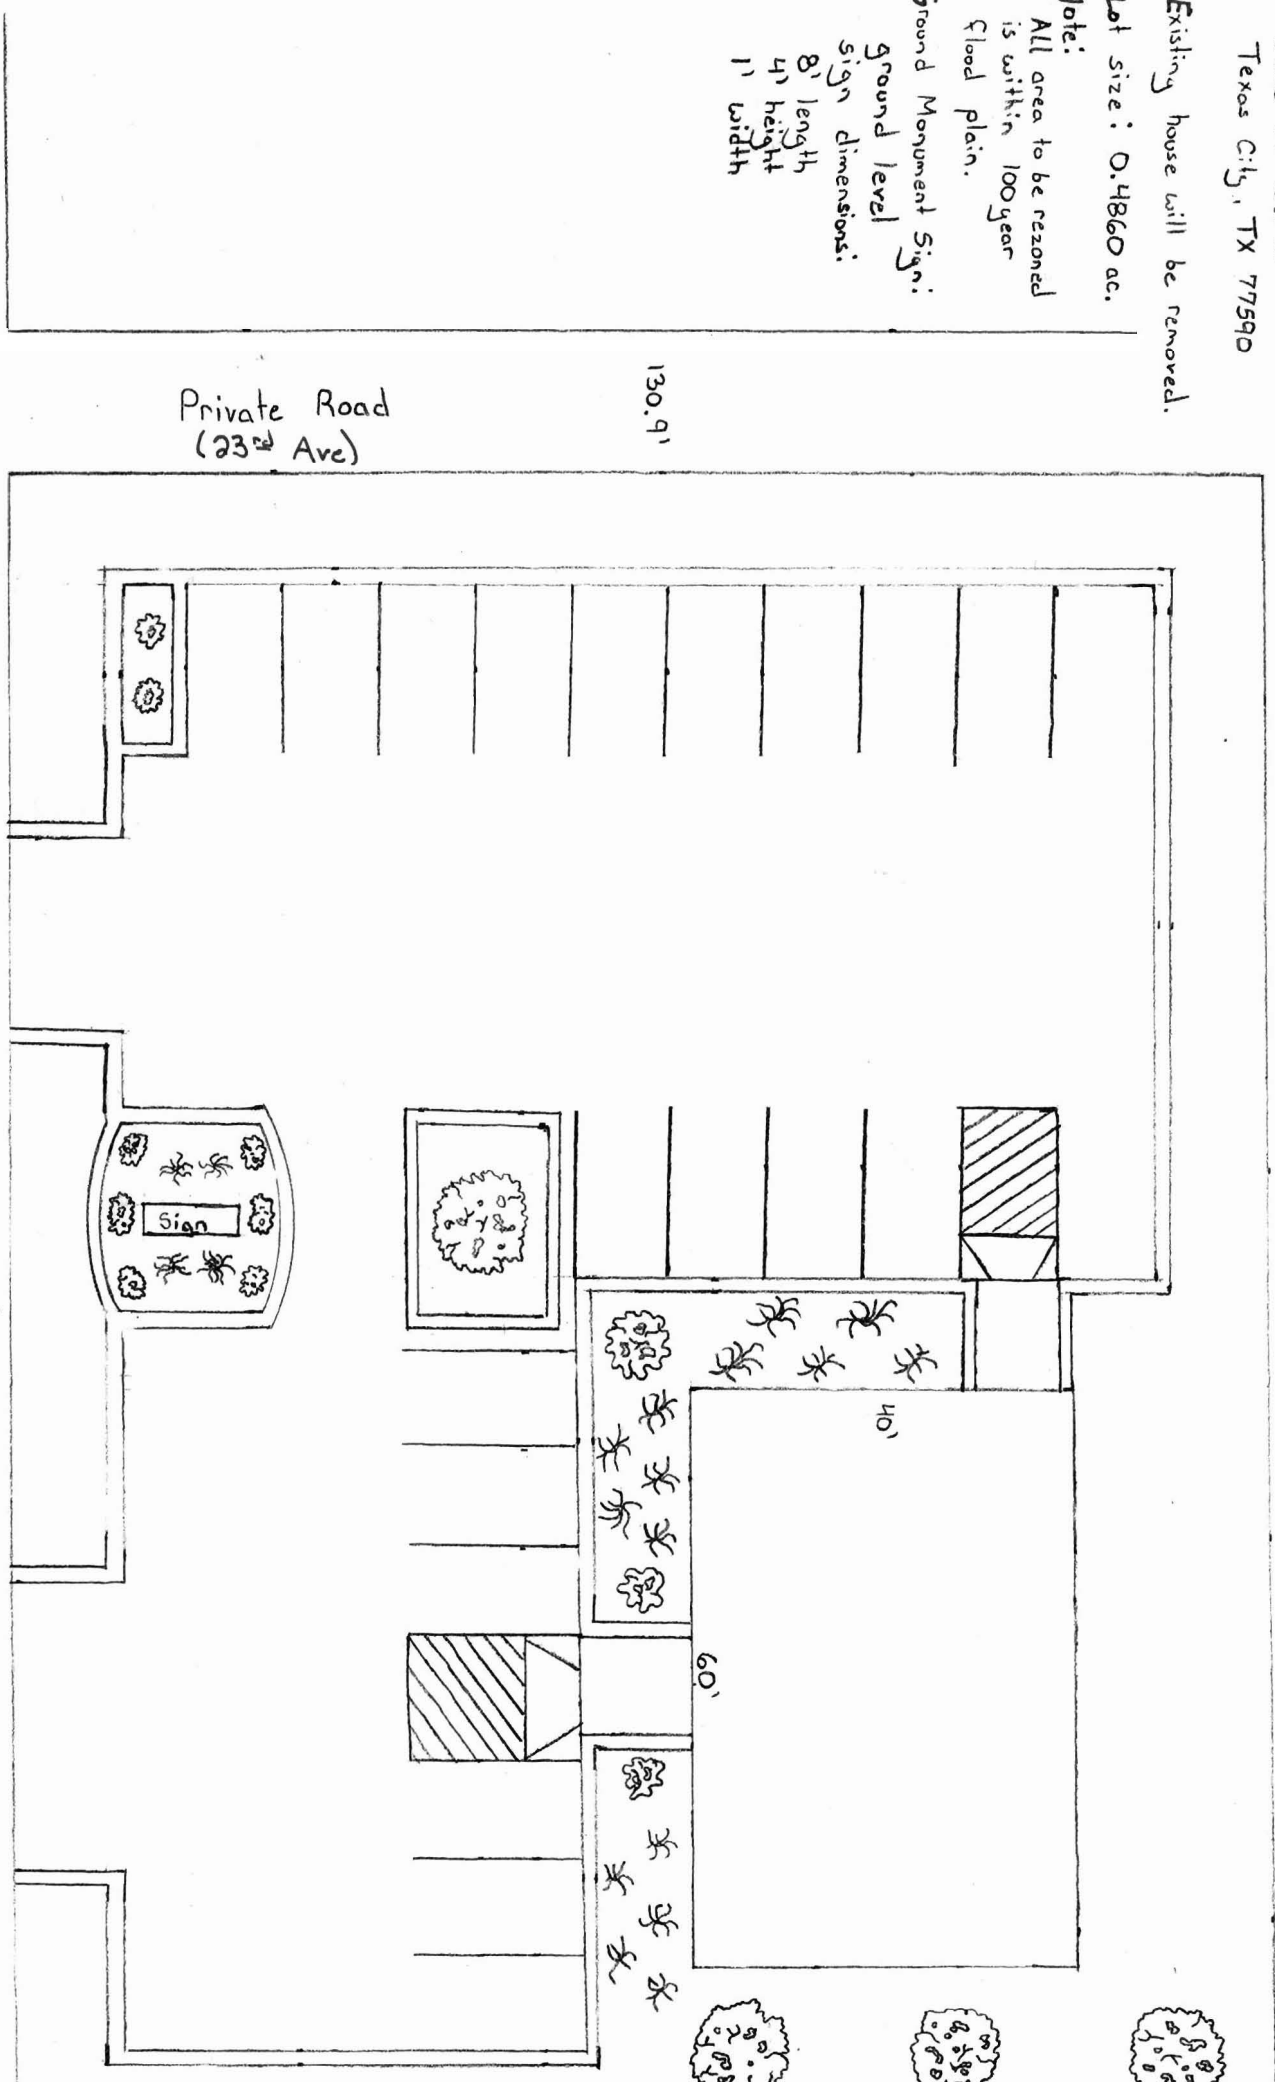 Texas City, TX 77590
Existing house will be removed.
Lot size: 0.4860 ac.
Note:
All area to be rezoned
is within 100 year
flood plain.
Ground Monument Sign:
ground level
sign dimensions:
8' length
4' height
1' width
130.9'
Private Road
(23rd Ave)
Sign
40'
60'